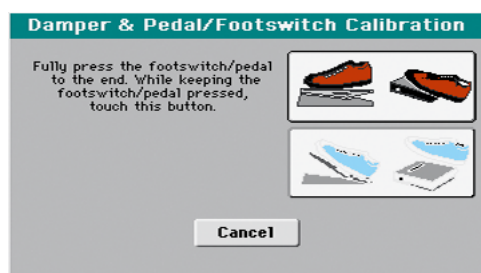 Damper & Pedal/Footswitch Calibration
Fully press the footswitch/pedal
to the end. While keeping the
footswitch/pedal pressed,
touch this button.
Cancel